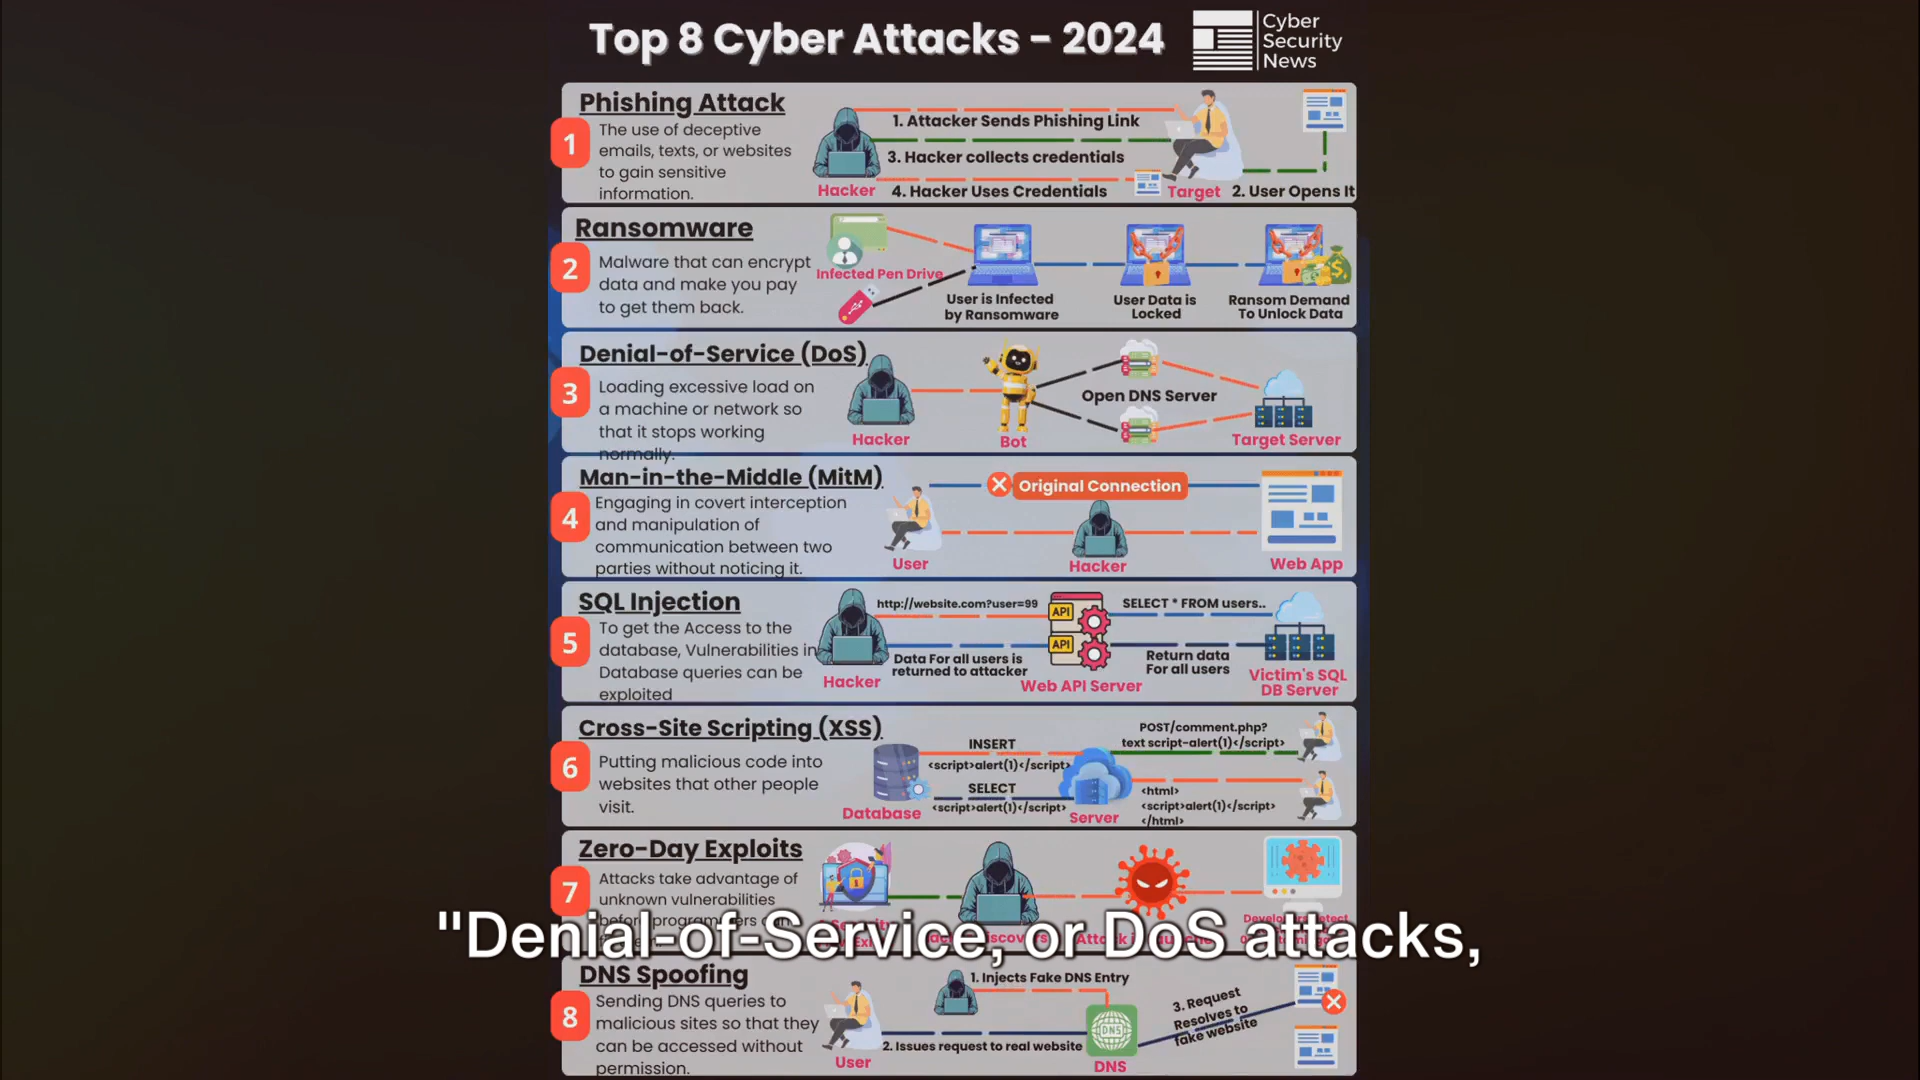 Top 8 Cyber Attacks - 2024
Cyber
Security
News
Phishing Attack
1
The use of deceptive
emails, texts, or websites
to gain sensitive
information.
1. Attacker Sends Phishing Link
3. Hacker collects credentials
4. Hacker Uses Credentials
Hacker
Target
2. User Opens It
Ransomware
2
Malware that can encrypt
data and make you pay
to get them back.
Infected Pen Drive
User is Infected
by Ransomware
User Data is
Locked
Ransom Demand
To Unlock Data
Denial-of-Service (DoS)
3
Loading excessive load on
a machine or network so
that it stops working
normally.
Hacker
Bot
Open DNS Server
Target Server
Man-in-the-Middle (MitM)
4
Engaging in covert interception
and manipulation of
communication between two
parties without noticing it.
Original Connection
User
Hacker
Web App
SQL Injection
5
To get the Access to the
database, Vulnerabilities in
Database queries can be
exploited
http://website.com?user=99
Data For all users is
returned to attacker
Hacker
API
API
Web API Server
SELECT * FROM users..
Return data
For all users
Victim's SQL
DB Server
Cross-Site Scripting (XSS)
6
Putting malicious code into
websites that other people
visit.
Database
INSERT
<script>alert(1)</script>
SELECT
<script>alert(1)</script>
Server
POST/comment.php?
text script-alert(1)</script>
<html>
<script>alert(1)</script>
</html>
Zero-Day Exploits
7
Attacks take advantage of
unknown vulnerabilities
"Denial-of-Service, or DoS attacks,
DNS Spoofing
8
Sending DNS queries to
malicious sites so that they
can be accessed without
permission.
User
1. Injects Fake DNS Entry
2. Issues request to real website
DNS
DNS
3. Request
Resolves to
fake website